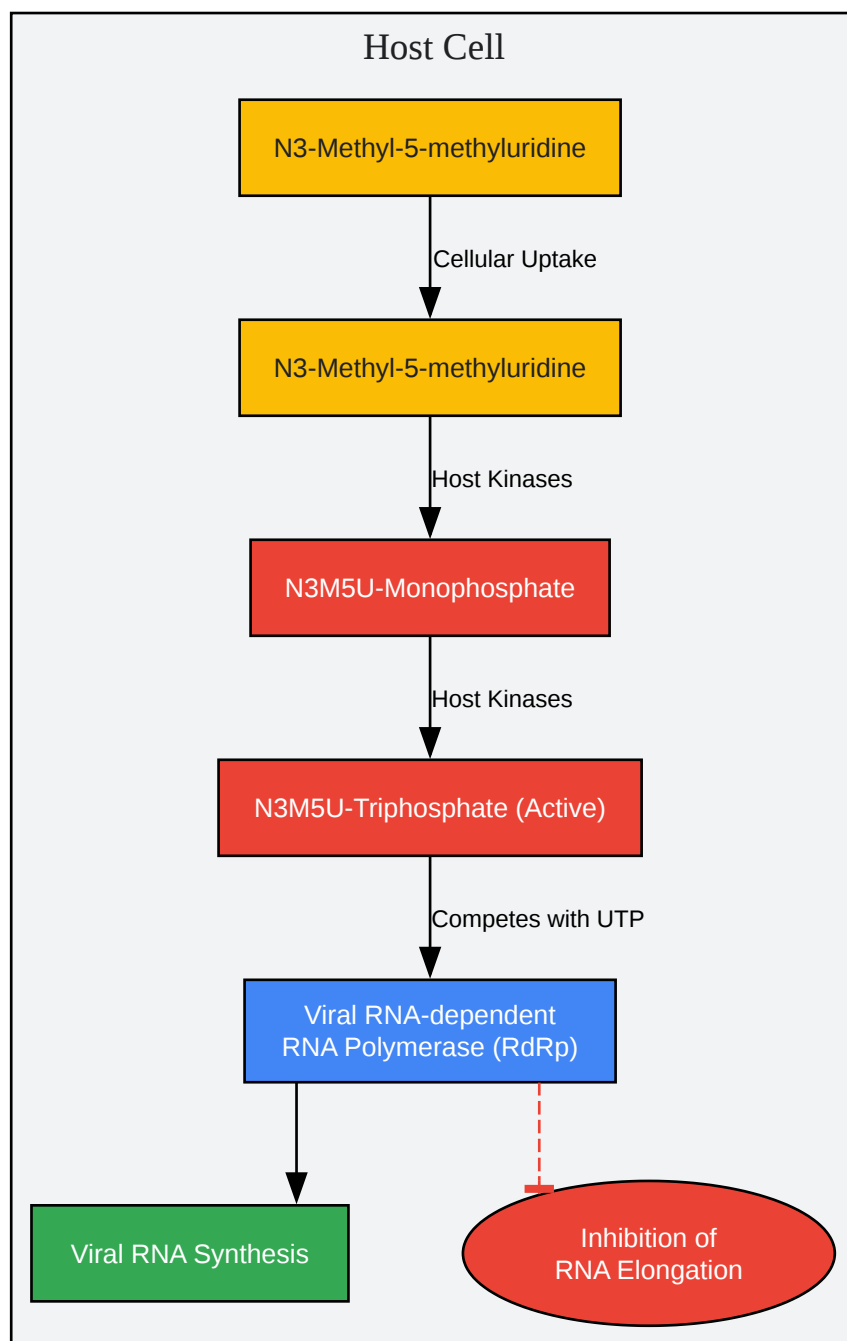 Host Cell
N3-Methyl-5-methyluridine
Cellular Uptake
N3-Methyl-5-methyluridine
Host Kinases
N3M5U-Monophosphate
Host Kinases
N3M5U-Triphosphate (Active)
Competes with UTP
Viral RNA-dependent
RNA Polymerase (RdRp)
Viral RNA Synthesis
Inhibition of
RNA Elongation